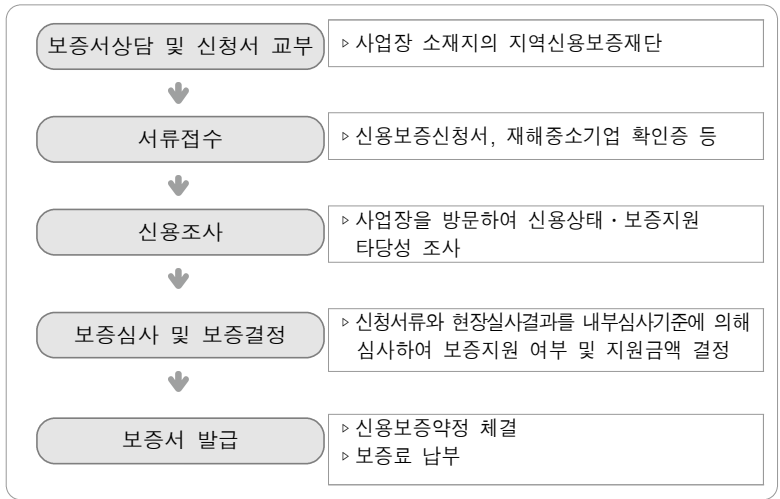 보증서상담 및 신청서 교부
▹사업장 소재지의 지역신용보증재단
서류접수
▹신용보증신청서, 재해중소기업 확인증 등
신용조사
▹사업장을 방문하여 신용상태・보증지원
타당성 조사
보증심사 및 보증결정
▹신청서류와 현장실사결과를 내부심사기준에 의해
심사하여 보증지원 여부 및 지원금액 결정
보증서 발급
▹신용보증약정 체결
▹보증료 납부